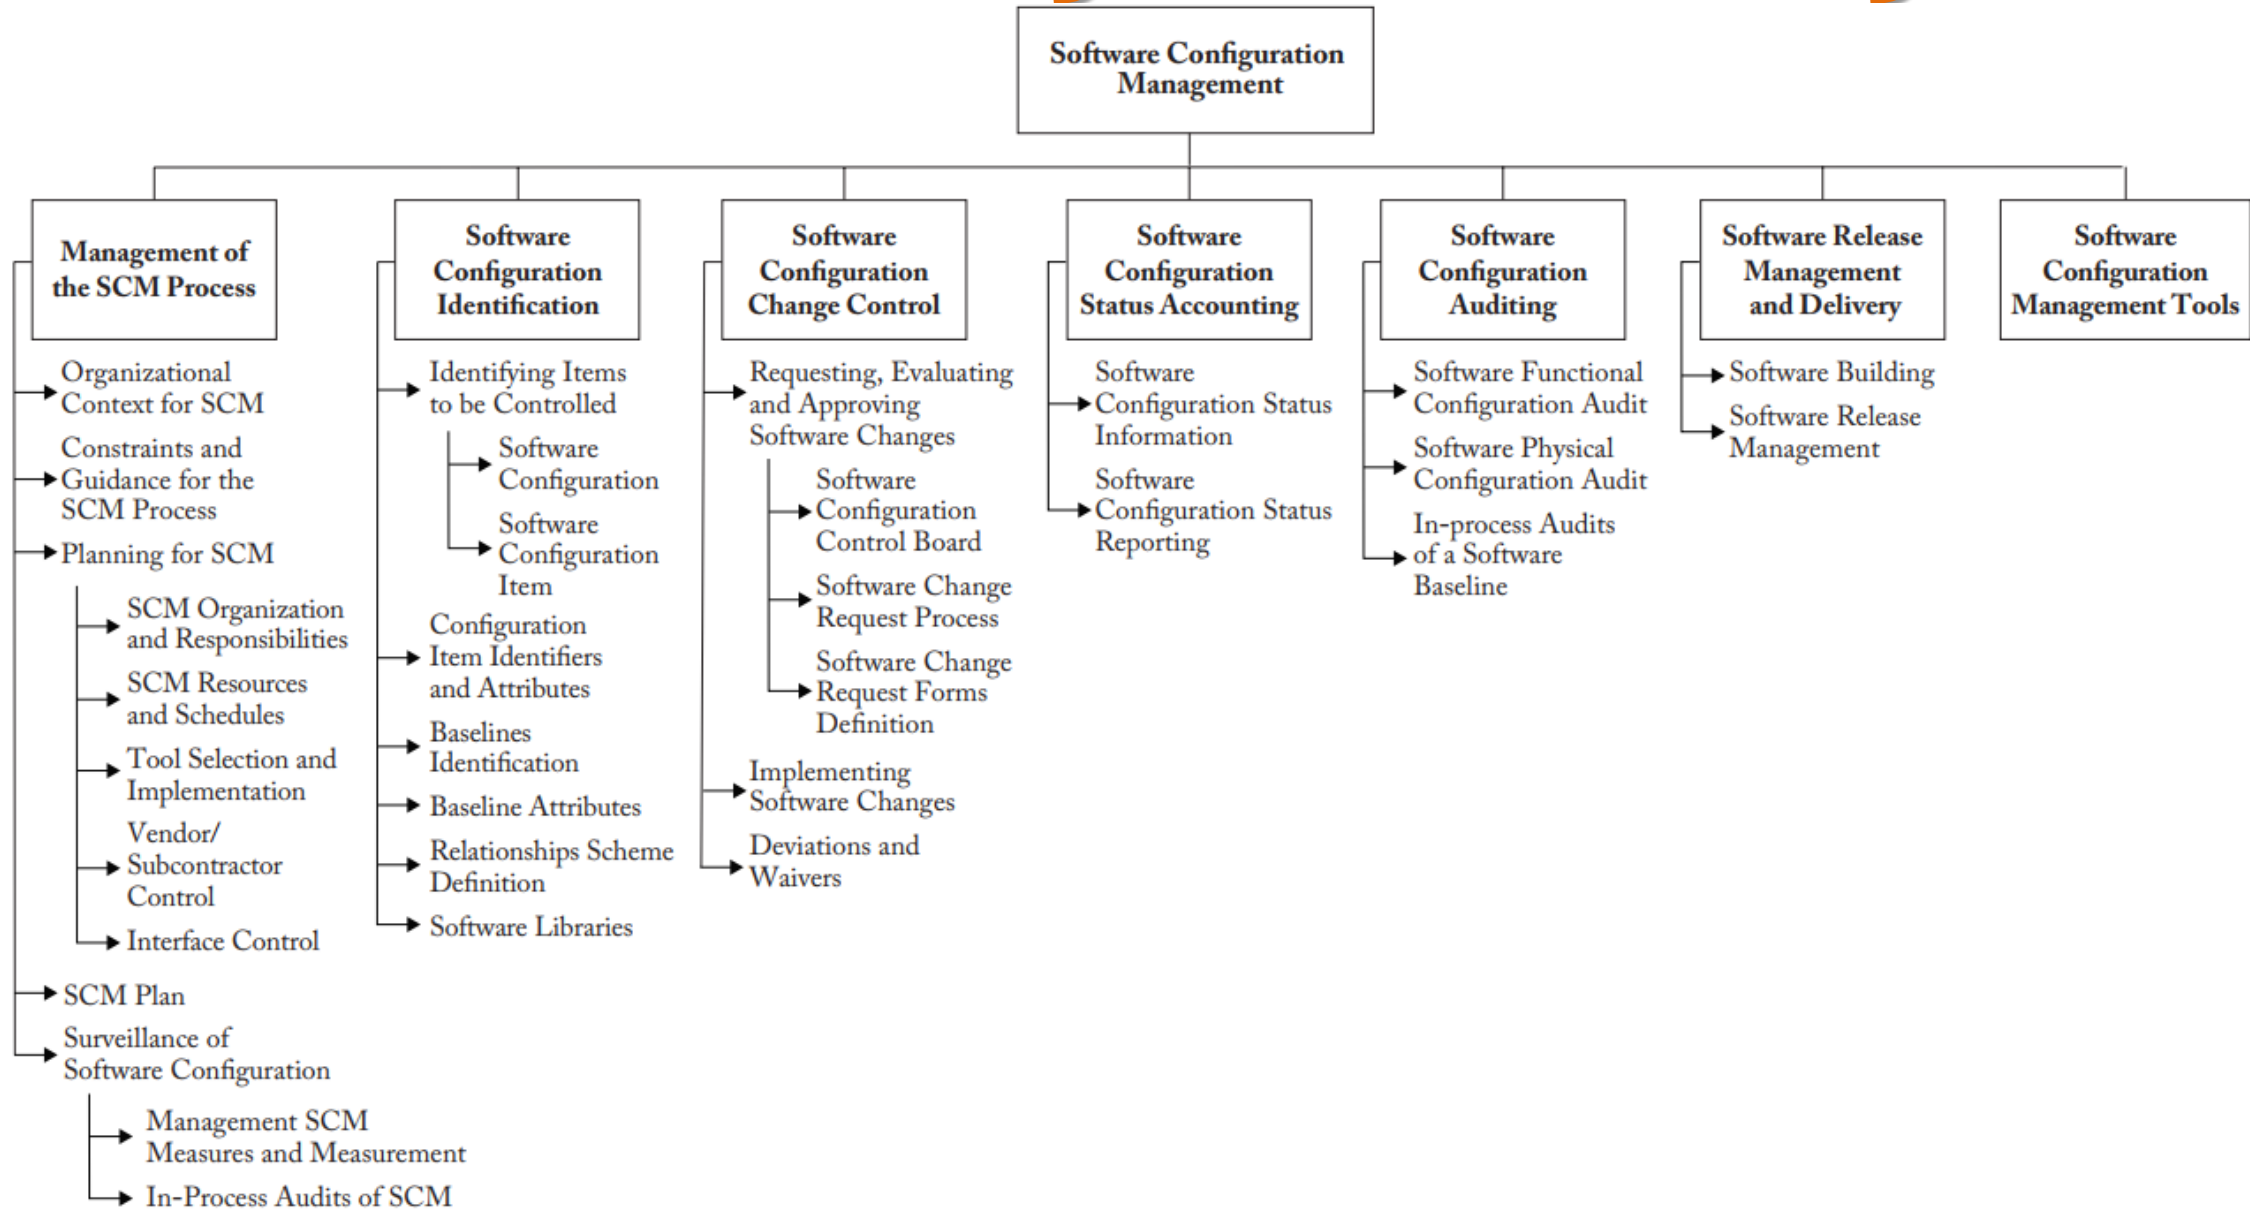 Software Configuration
Management
Management of
the SCM Process
Organizational
Context for SCM
Constraints and
Guidance for the
SCM Process
Planning for SCM
SCM Organization
and Responsibilities
SCM Resources
and Schedules
Tool Selection and
Implementation
Vendor/
Subcontractor
Control
Interface Control
SCM Plan
Surveillance of
Software Configuration
Management SCM
Measures and Measurement
In-Process Audits of SCM
Software
Configuration
Identification
Identifying Items
to be Controlled
Software
Configuration
Software
Configuration
Item
Configuration
Item Identifiers
and Attributes
Baselines
Identification
Baseline Attributes
Relationships Scheme
Definition
Software Libraries
Software
Configuration
Change Control
Requesting, Evaluating
and Approving
Software Changes
Software
Configuration
Control Board
Software Change
Request Process
Software Change
Request Forms
Definition
Implementing
Software Changes
Deviations and
Waivers
Software
Configuration
Status Accounting
Software
Configuration Status
Information
Software
Configuration Status
Reporting
Software
Configuration
Auditing
Software Functional
Configuration Audit
Software Physical
Configuration Audit
In-process Audits
of a Software
Baseline
Software Release
Management
and Delivery
Software Building
Software Release
Management
Software
Configuration
Management Tools